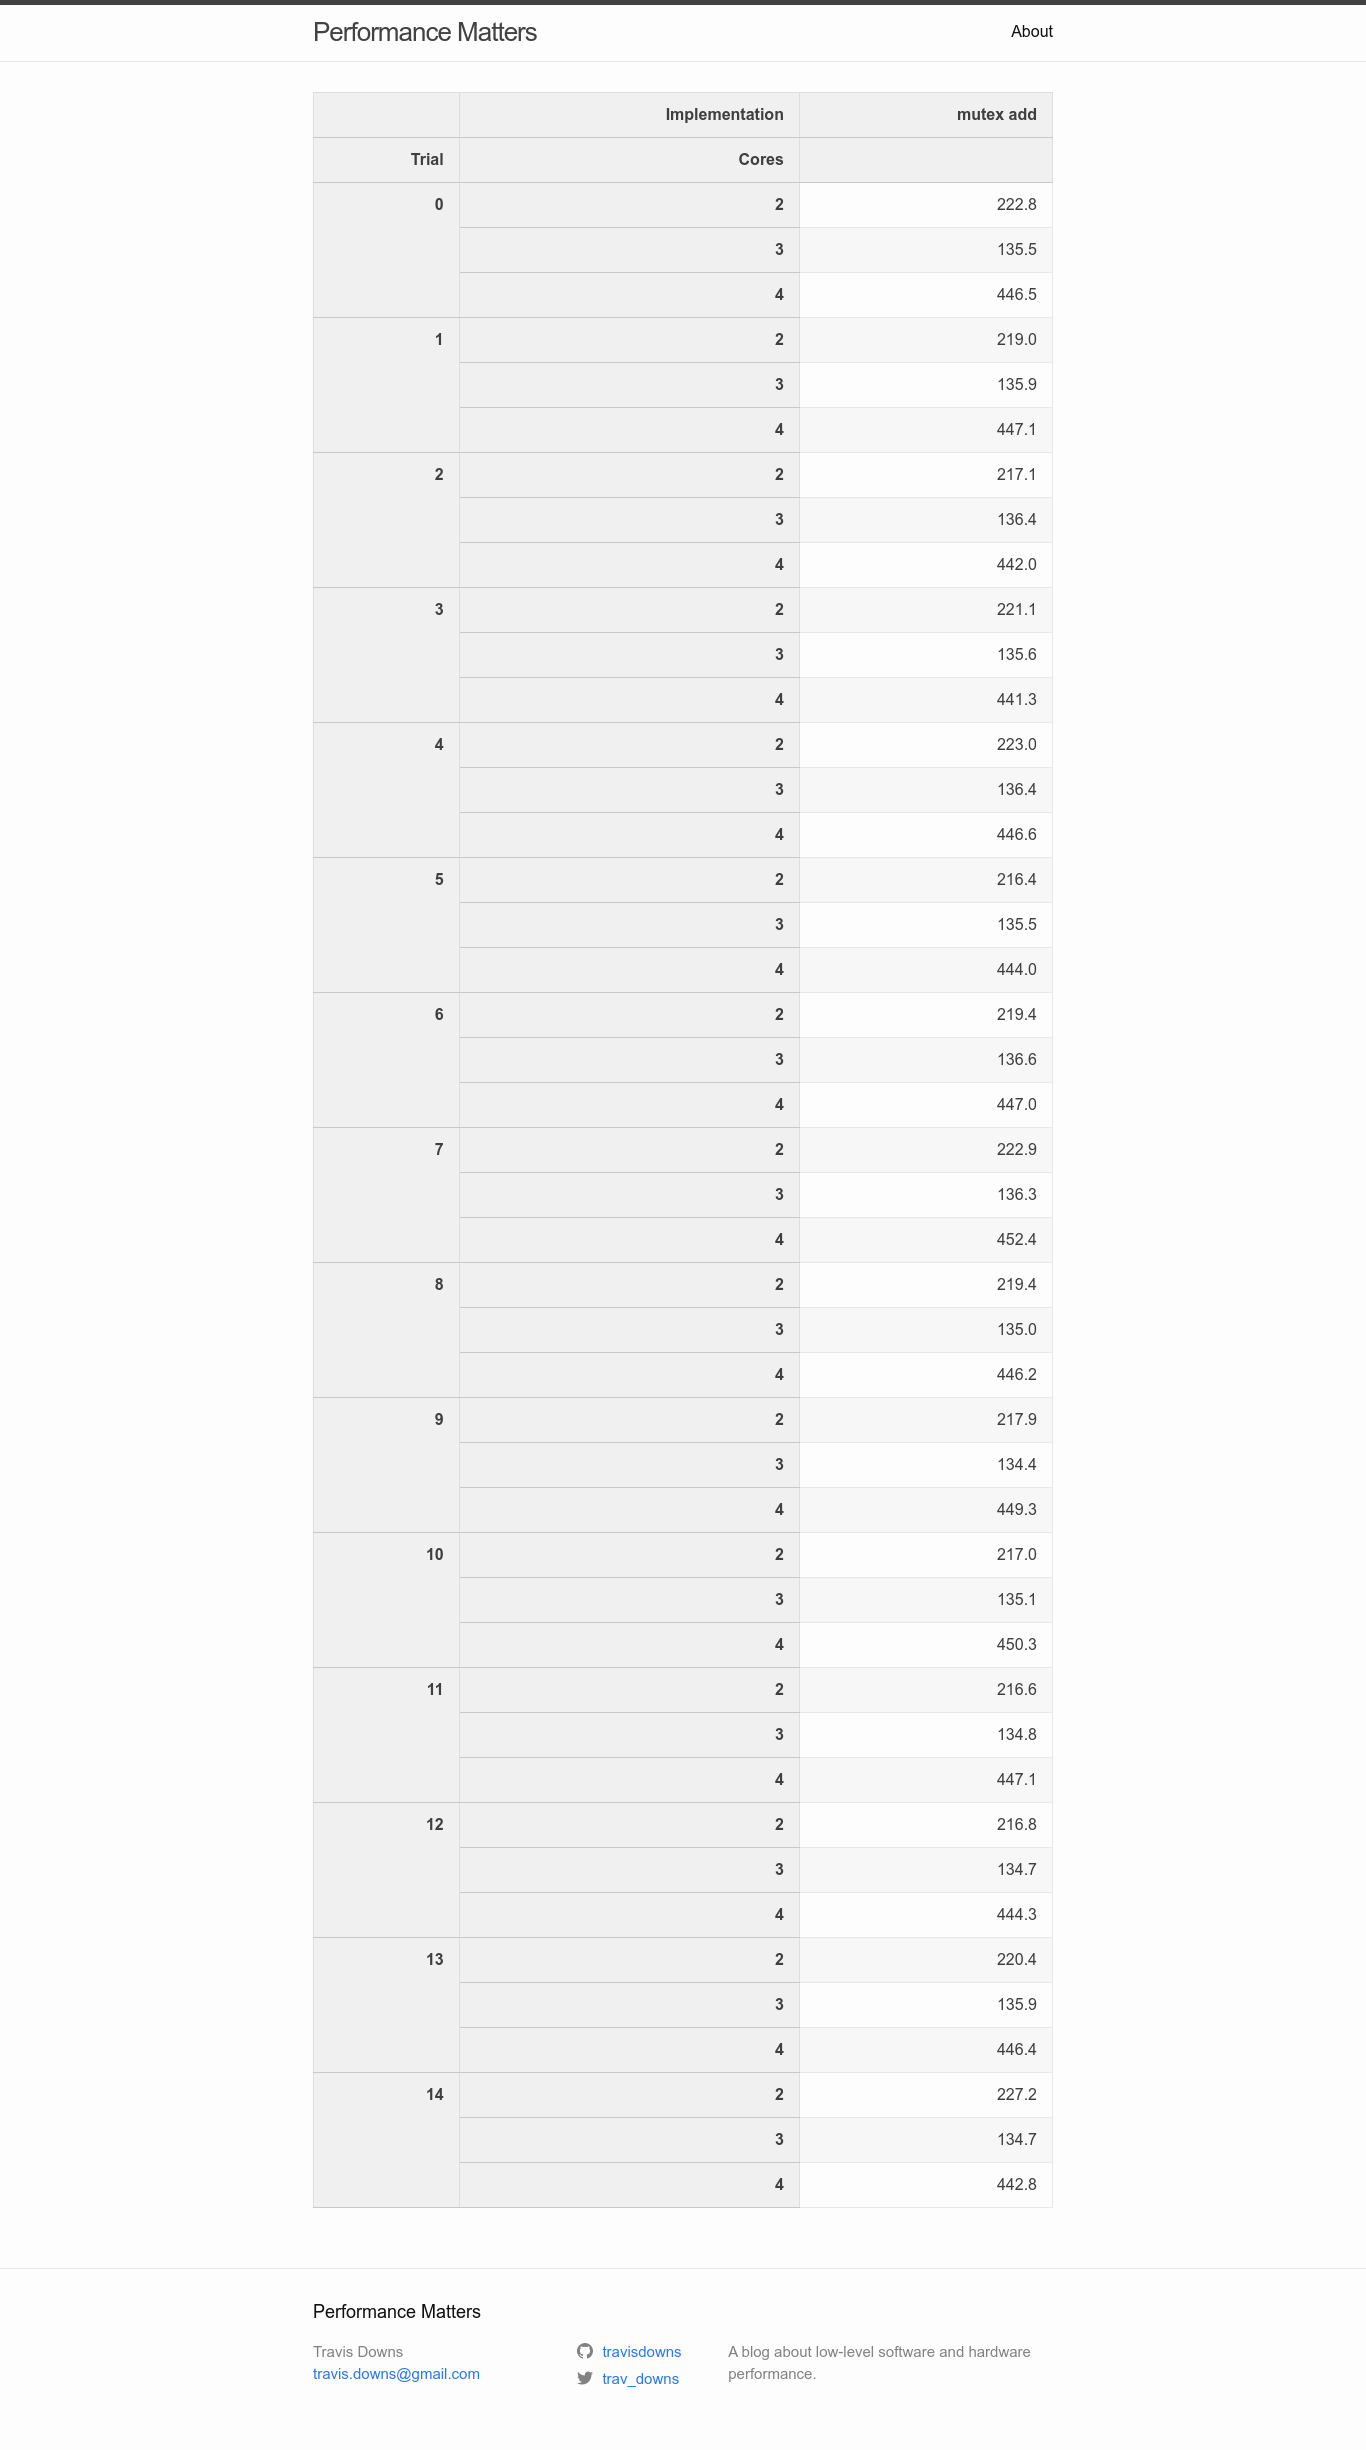 Performance Matters About
Implementation mutex add
Trial Cores
0 2 222.8
3 135.5
4 446.5
1 2 219.0
3 135.9
4 447.1
2 2 217.1
3 136.4
4 442.0
3 2 221.1
3 135.6
4 441.3
4 2 223.0
3 136.4
4 446.6
5 2 216.4
3 135.5
4 444.0
6 2 219.4
3 136.6
4 447.0
7 2 222.9
3 136.3
4 452.4
8 2 219.4
3 135.0
4 446.2
9 2 217.9
3 134.4
4 449.3
10 2 217.0
3 135.1
4 450.3
11 2 216.6
3 134.8
4 447.1
12 2 216.8
3 134.7
4 444.3
13 2 220.4
3 135.9
4 446.4
14 2 227.2
3 134.7
4 442.8
Performance Matters
Travis Downs
travis.downs@gmail.com
travisdowns
trav_downs
A blog about low-level software and hardware
performance.